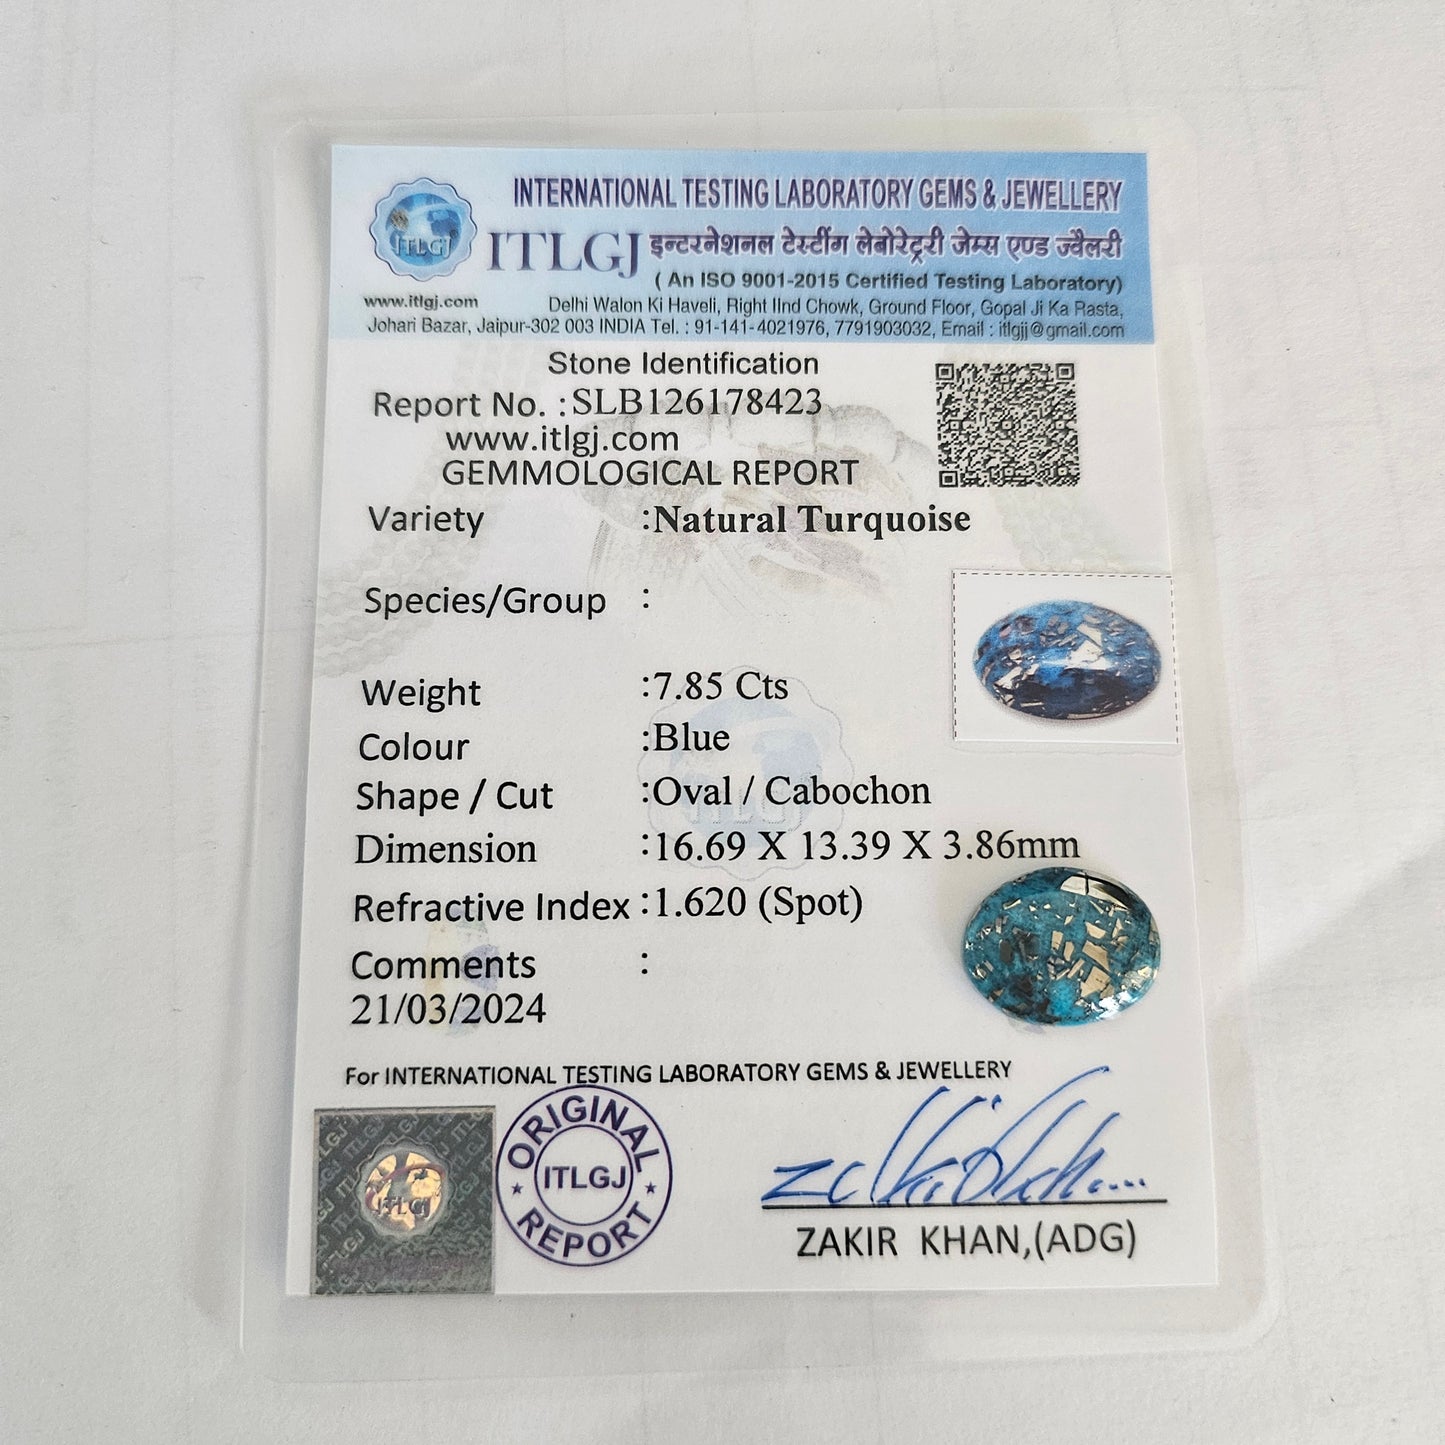 INTERNATIONAL TESTING LABORATORY GEMS & JEWELLERY
ITLGJ
ITLGJ इन्टरनेशनल टेस्टींग लेबोरेट्री जेम्स एण्ड ज्वैलरी
( An ISO 9001-2015 Certified Testing Laboratory)
www.itlgj.com Delhi Walon Ki Haveli, Right IInd Chowk, Ground Floor, Gopal Ji Ka Rasta,
Johari Bazar, Jaipur-302 003 INDIA Tel. : 91-141-4021976, 7791903032, Email : itlgjj@gmail.com
Stone Identification
Report No. :SLB126178423
www.itlgj.com
GEMMOLOGICAL REPORT
Variety :Natural Turquoise
Species/Group :
Weight :7.85 Cts
Colour :Blue
Shape / Cut :Oval / Cabochon
Dimension :16.69 X 13.39 X 3.86mm
Refractive Index :1.620 (Spot)
Comments :
21/03/2024
For INTERNATIONAL TESTING LABORATORY GEMS & JEWELLERY
ITLGJ
ORIGINAL
ITLGJ
REPORT
ZAKIR KHAN,(ADG)